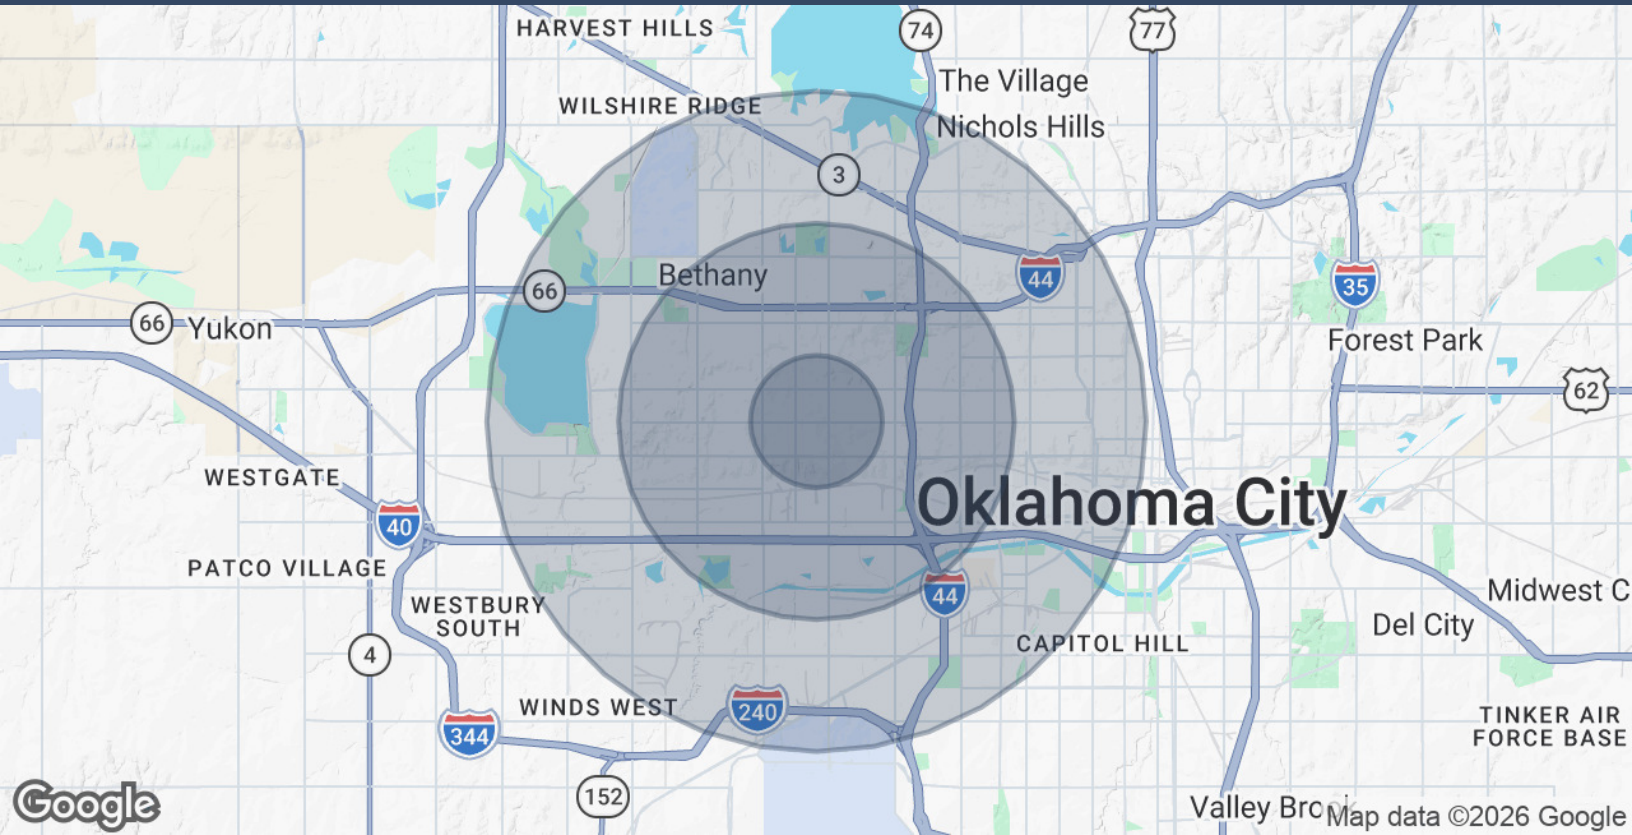 HARVEST HILLS
74
77
The Village
WILSHIRE RIDGE
Nichols Hills
3
Bethany
44
66
35
66
Yukon
Forest Park
62
WESTGATE
Oklahoma City
40
PATCO VILLAGE
44
Midwest C
WESTBURY
SOUTH
Del City
CAPITOL HILL
4
WINDS WEST
240
TINKER AIR
FORCE BASE
344
152
Google
Valley Brook
Map data ©2026 Google